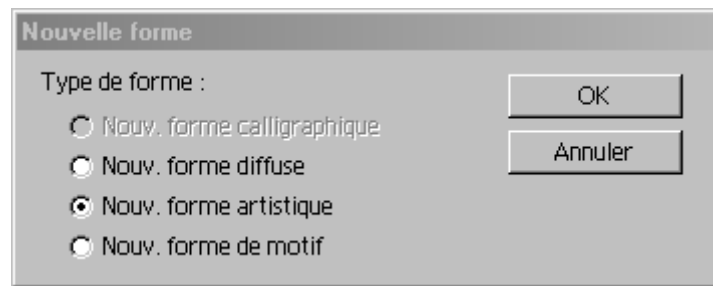 Nouvelle forme
Type de forme :
OK
Nouv. forme calligraphique
Nouv. forme diffuse
Annuler
Nouv. forme artistique
Nouv. forme de motif